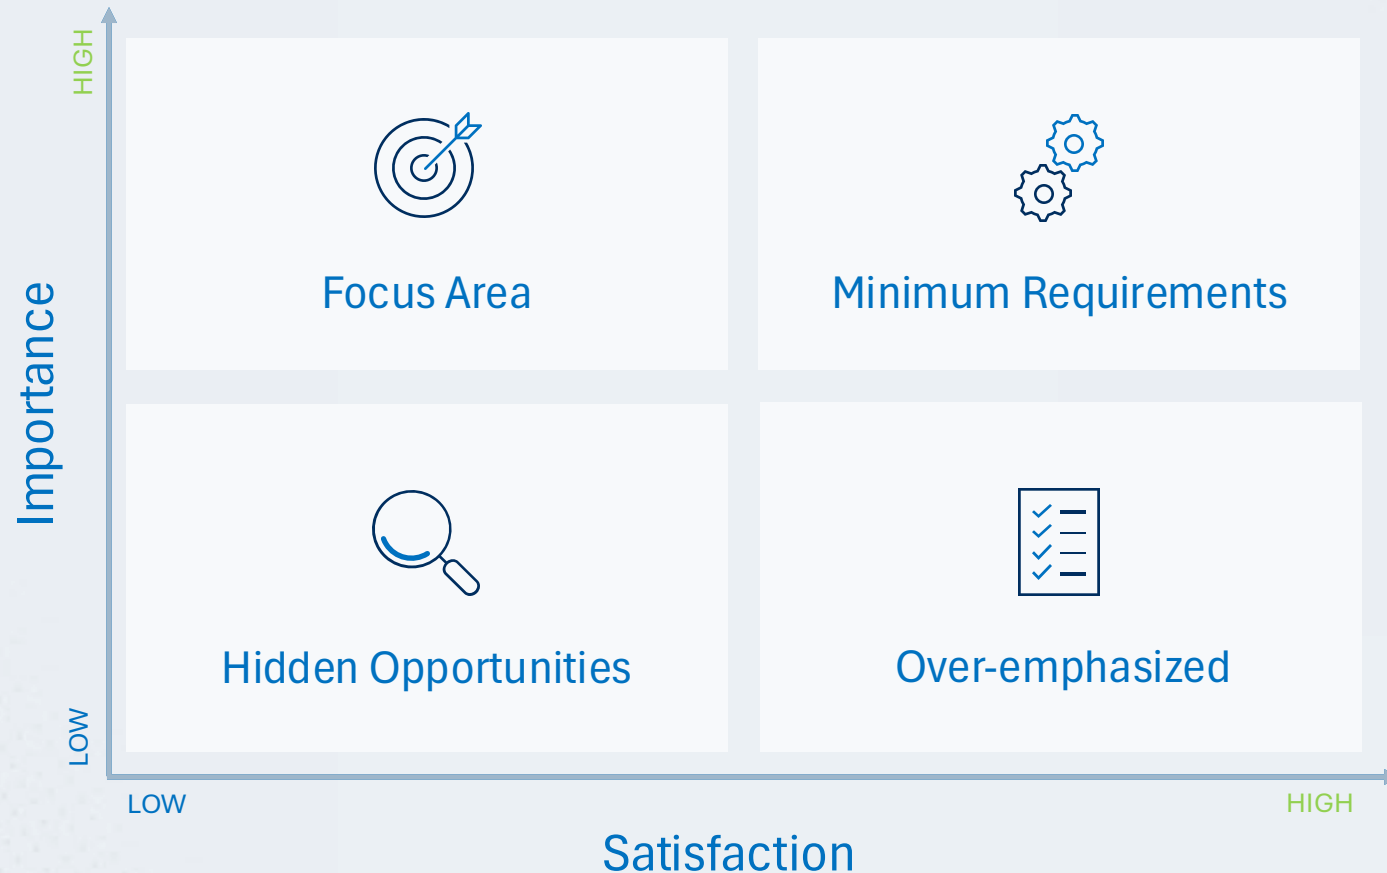 HIGH
Focus Area
Minimum Requirements
Importance
Hidden Opportunities
Over-emphasized
LOW
LOW
HIGH
Satisfaction